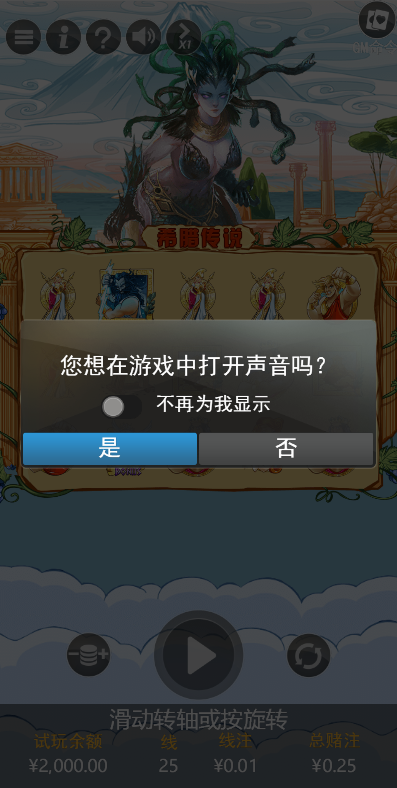 X1
希腊传说
您想在游戏中打开声音吗?
不再为我显示
是 否
滑动转轴或按旋转
试玩余额 线 线注 总赌注
¥2,000.00 25 ¥0.01 ¥0.25